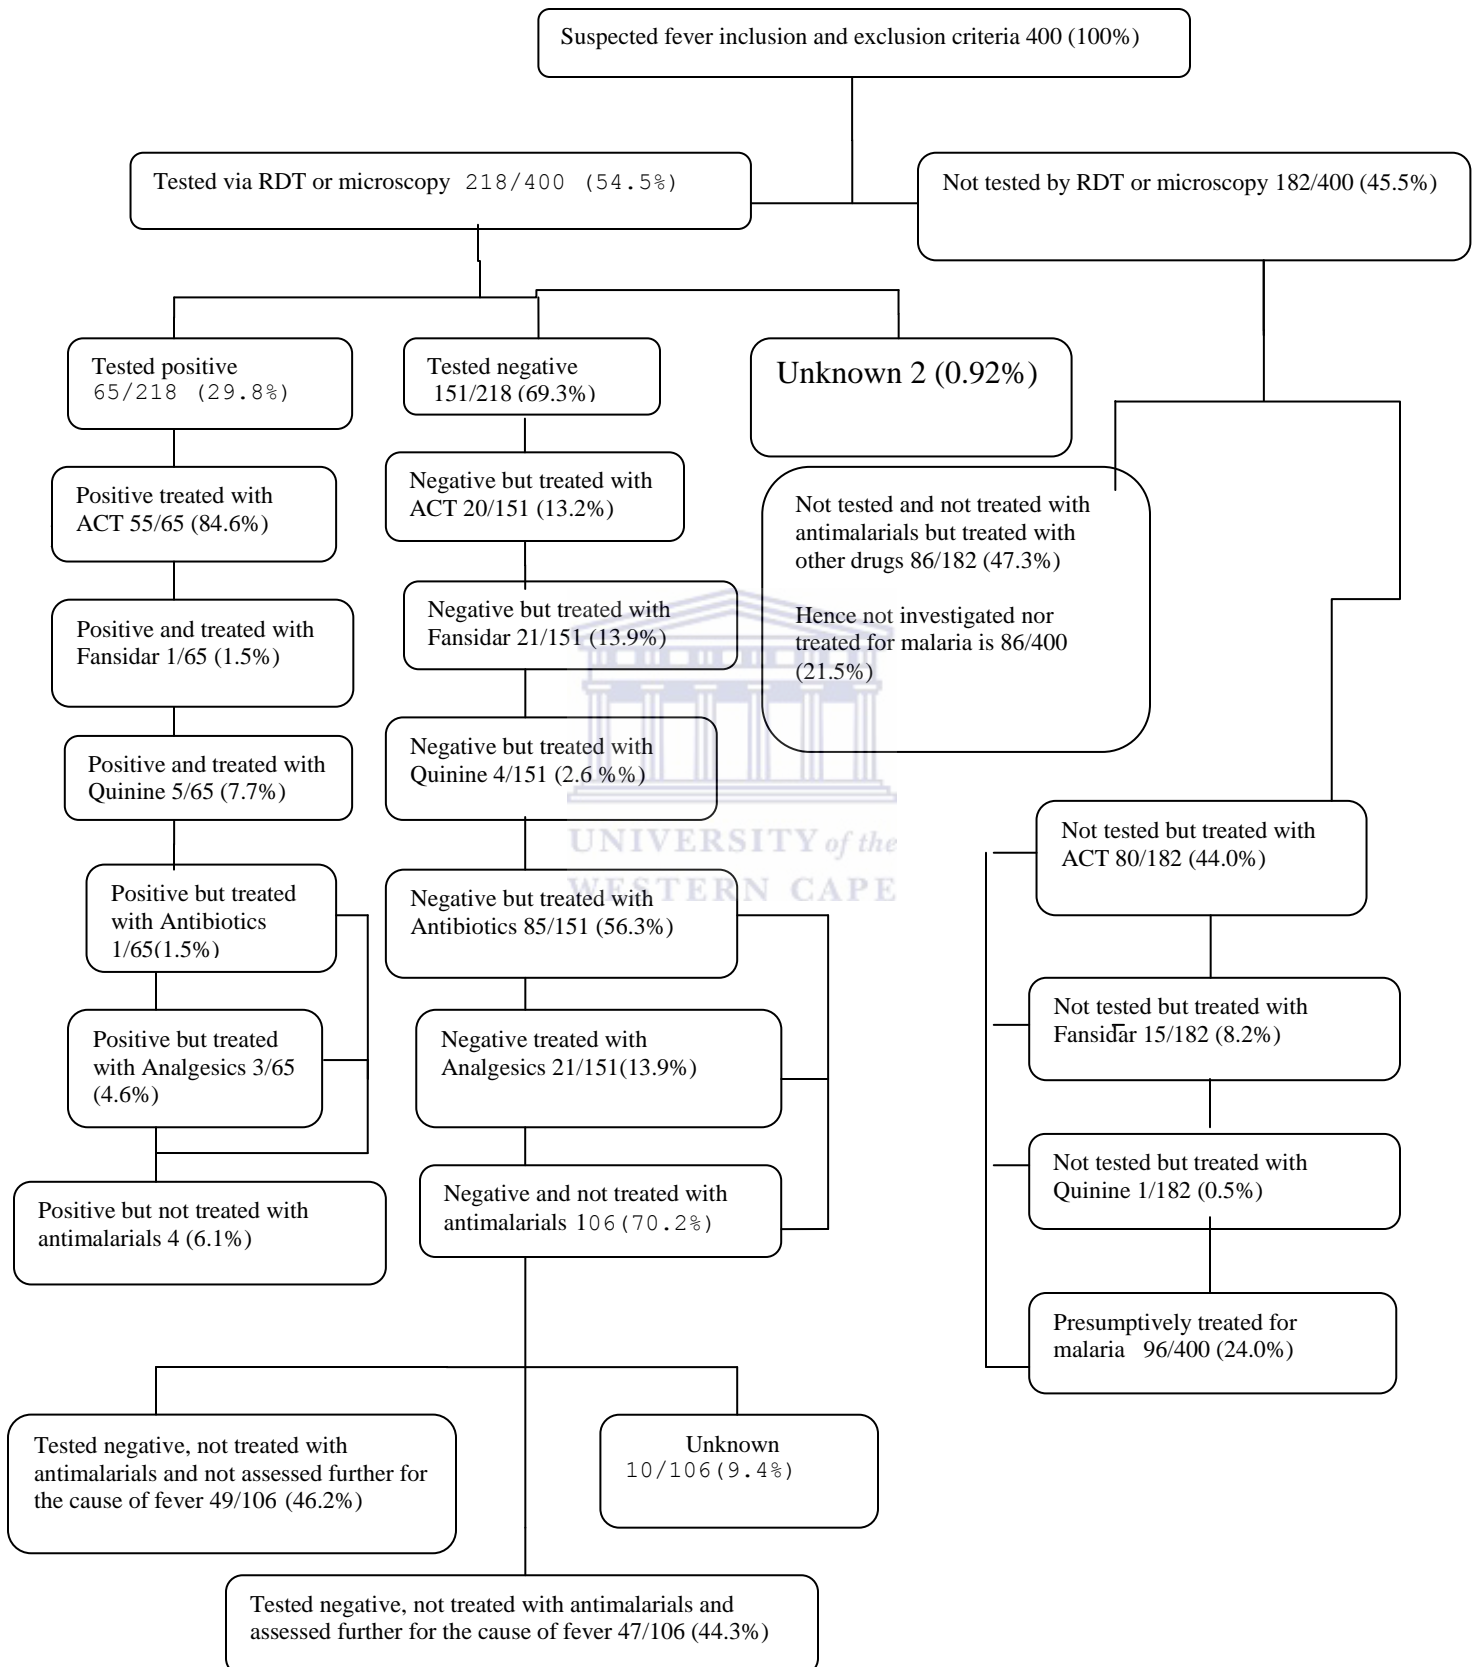 Suspected fever inclusion and exclusion criteria 400 (100%)
Tested via RDT or microscopy 218/400 (54.5%)
Not tested by RDT or microscopy 182/400 (45.5%)
Tested positive
65/218 (29.8%)
Tested negative
151/218 (69.3%)
Unknown 2 (0.92%)
Positive treated with
ACT 55/65 (84.6%)
Negative but treated with
ACT 20/151 (13.2%)
Not tested and not treated with
antimalarials but treated with
other drugs 86/182 (47.3%)
Hence not investigated nor
treated for malaria is 86/400
(21.5%)
Positive and treated with
Fansidar 1/65 (1.5%)
Negative but treated with
Fansidar 21/151 (13.9%)
Positive and treated with
Quinine 5/65 (7.7%)
Negative but treated with
Quinine 4/151 (2.6 %%)
UNIVERSITY of the
WESTERN CAPE
Not tested but treated with
ACT 80/182 (44.0%)
Positive but treated
with Antibiotics
1/65(1.5%)
Negative but treated with
Antibiotics 85/151 (56.3%)
Not tested but treated with
Fansidar 15/182 (8.2%)
Positive but treated
with Analgesics 3/65
(4.6%)
Negative treated with
Analgesics 21/151(13.9%)
Not tested but treated with
Quinine 1/182 (0.5%)
Positive but not treated with
antimalarials 4 (6.1%)
Negative and not treated with
antimalarials 106(70.2%)
Presumptively treated for
malaria 96/400 (24.0%)
Tested negative, not treated with
antimalarials and not assessed further for
the cause of fever 49/106 (46.2%)
Unknown
10/106(9.4%)
Tested negative, not treated with antimalarials and
assessed further for the cause of fever 47/106 (44.3%)